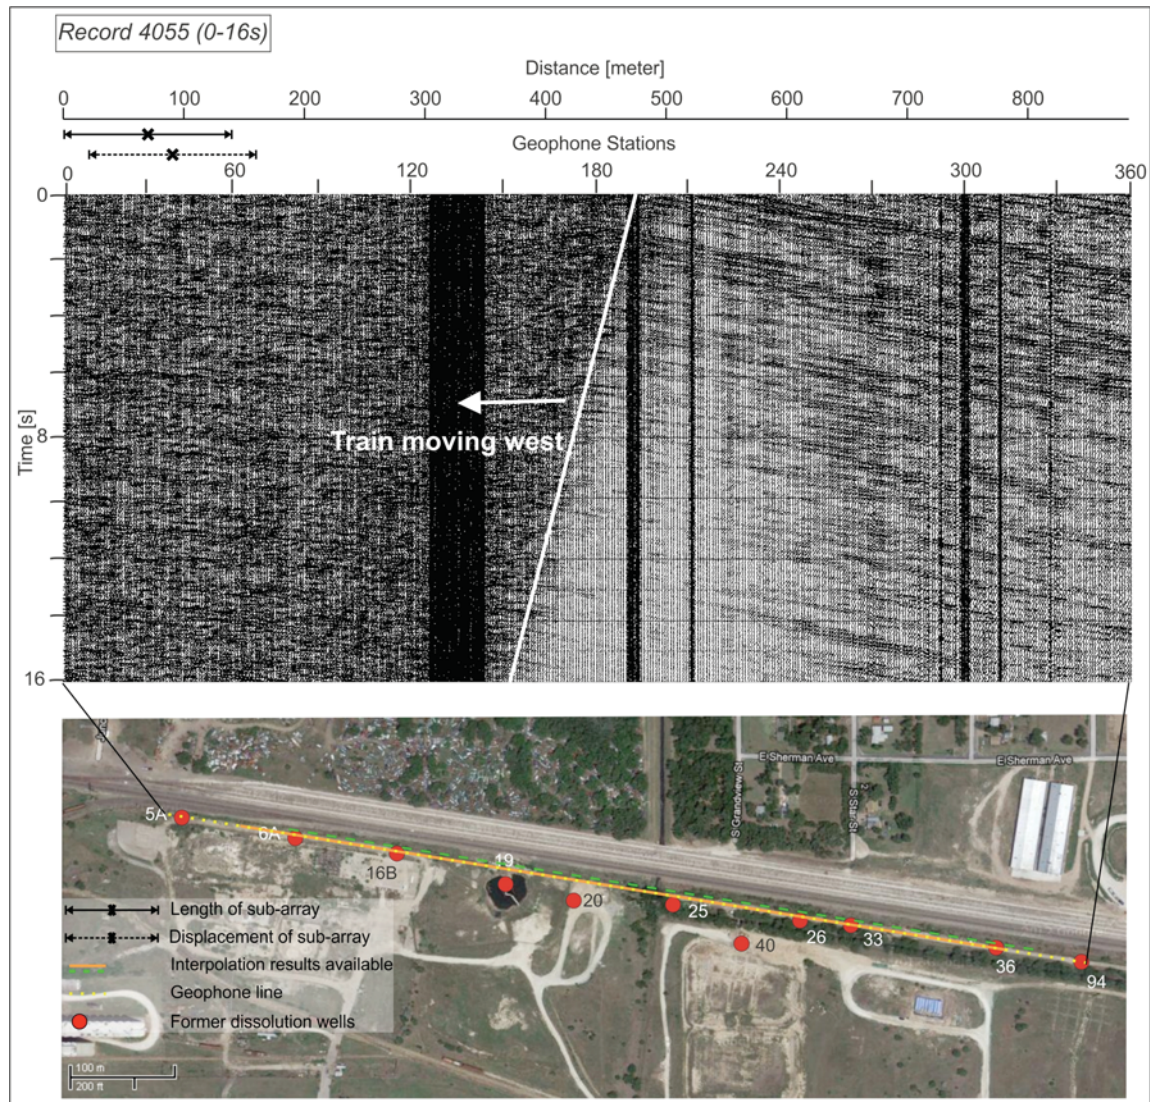 Record 4055 (0-16s)
Distance [meter]
0 100 200 300 400 500 600 700 800
Geophone Stations
0 60 120 180 240 300 360
0
Train moving west
Time [s]
8
16
E Sherman Ave
E Sherman Ave
S Grandview St
S Star St
5A
6A
16B
19
20
25
40
26
33
36
94
Length of sub-array
Displacement of sub-array
Interpolation results available
Geophone line
Former dissolution wells
100 m
200 ft